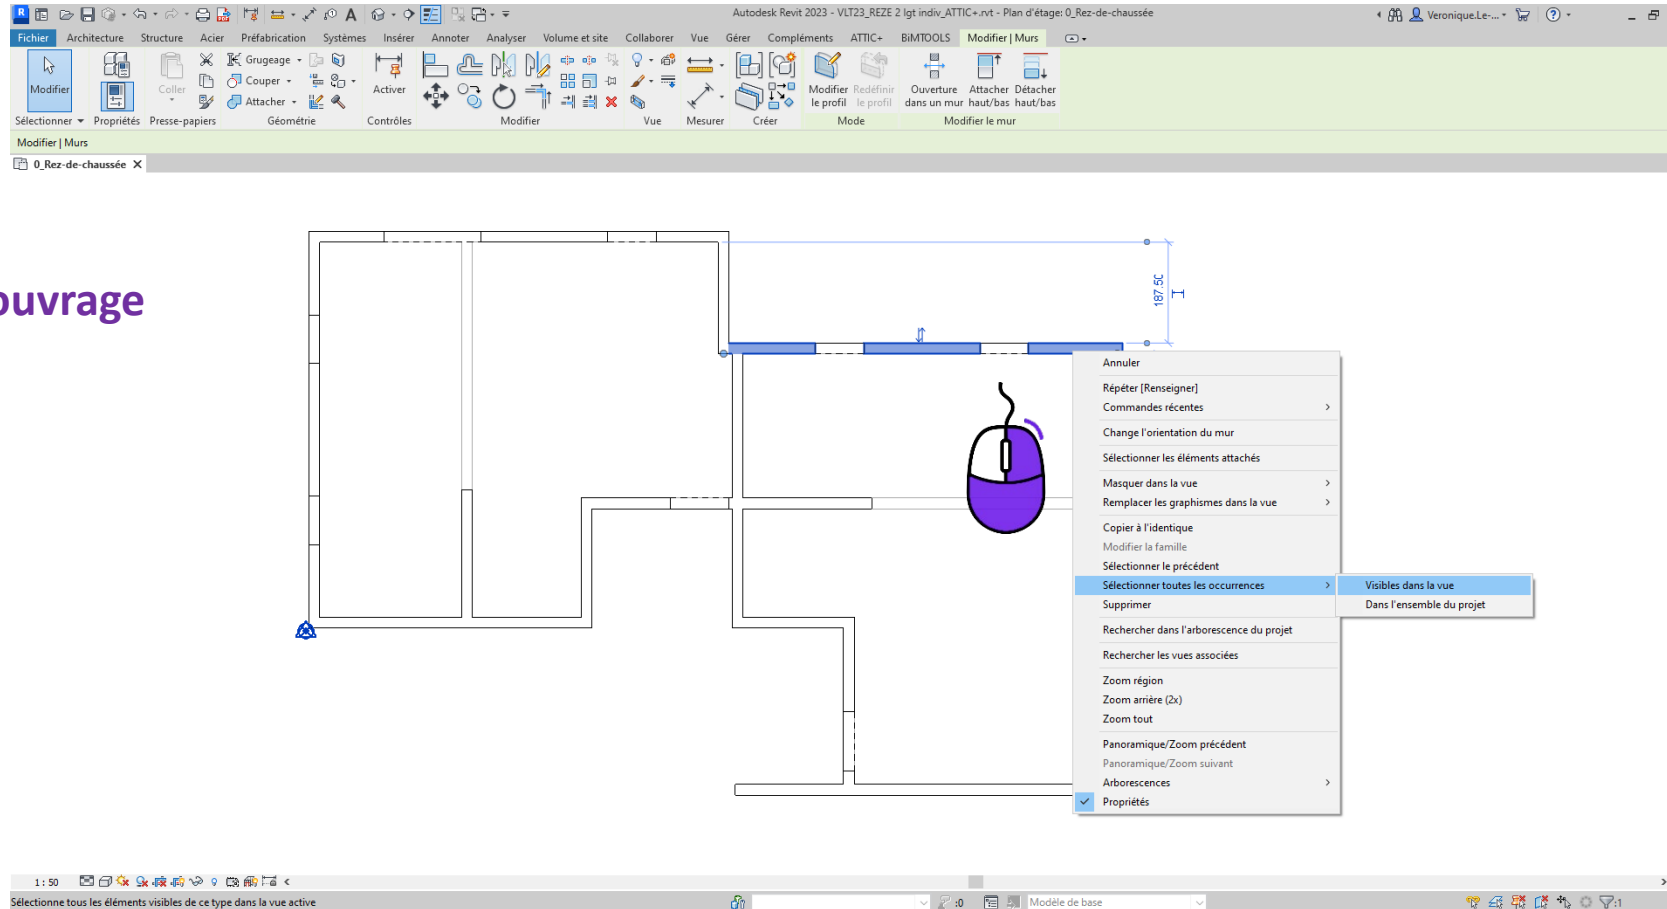 Autodesk Revit 2023 - VLT23_REZE 2 lgt indiv_ATTIC+.rvt - Plan d'étage: 0_Rez-de-chaussée
Veronique.Le-...
Fichier Architecture Structure Acier Préfabrication Systèmes Insérer Annoter Analyser Volume et site Collaborer Vue Gérer Compléments ATTIC+ BiMTOOLS Modifier | Murs
Modifier
Coller
Grugeage
Couper
Attacher
Activer
Modifier le profil
Redéfinir le profil
Ouverture dans un mur
Attacher haut/bas
Détacher haut/bas
Sélectionner Propriétés Presse-papiers Géométrie Contrôles Modifier Vue Mesurer Créer Mode Modifier le mur
Modifier | Murs
0_Rez-de-chaussée
ouvrage
187.50
Annuler
Répéter [Renseigner]
Commandes récentes
Change l'orientation du mur
Sélectionner les éléments attachés
Masquer dans la vue
Remplacer les graphismes dans la vue
Copier à l'identique
Modifier la famille
Sélectionner le précédent
Sélectionner toutes les occurrences
Visibles dans la vue
Supprimer
Dans l'ensemble du projet
Rechercher dans l'arborescence du projet
Rechercher les vues associées
Zoom région
Zoom arrière (2x)
Zoom tout
Panoramique/Zoom précédent
Panoramique/Zoom suivant
Arborescences
Propriétés
1 : 50
Sélectionne tous les éléments visibles de ce type dans la vue active
:0
Modèle de base
:1